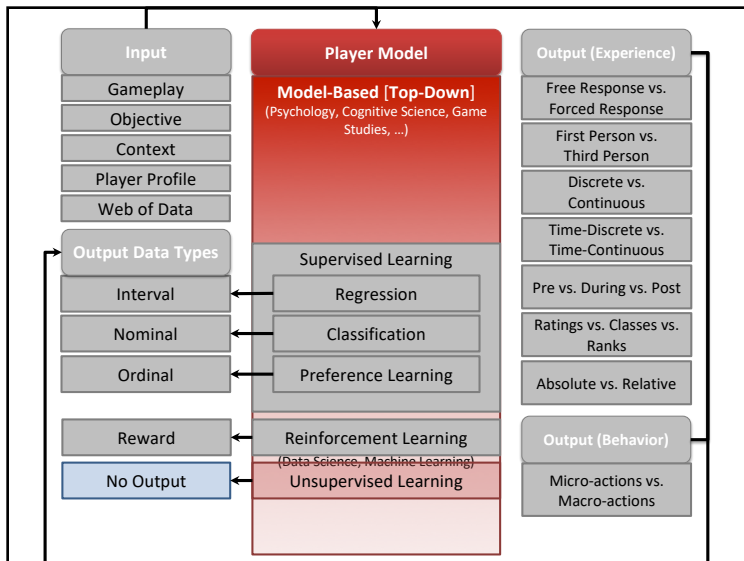 Input
Gameplay
Objective
Context
Player Profile
Web of Data
Output Data Types
Interval
Nominal
Ordinal
Reward
No Output
Player Model
Model-Based [Top-Down]
(Psychology, Cognitive Science, Game
Studies, …)
Supervised Learning
Regression
Classification
Preference Learning
Reinforcement Learning
(Data Science, Machine Learning)
Unsupervised Learning
Output (Experience)
Free Response vs.
Forced Response
First Person vs.
Third Person
Discrete vs.
Continuous
Time-Discrete vs.
Time-Continuous
Pre vs. During vs. Post
Ratings vs. Classes vs.
Ranks
Absolute vs. Relative
Output (Behavior)
Micro-actions vs.
Macro-actions